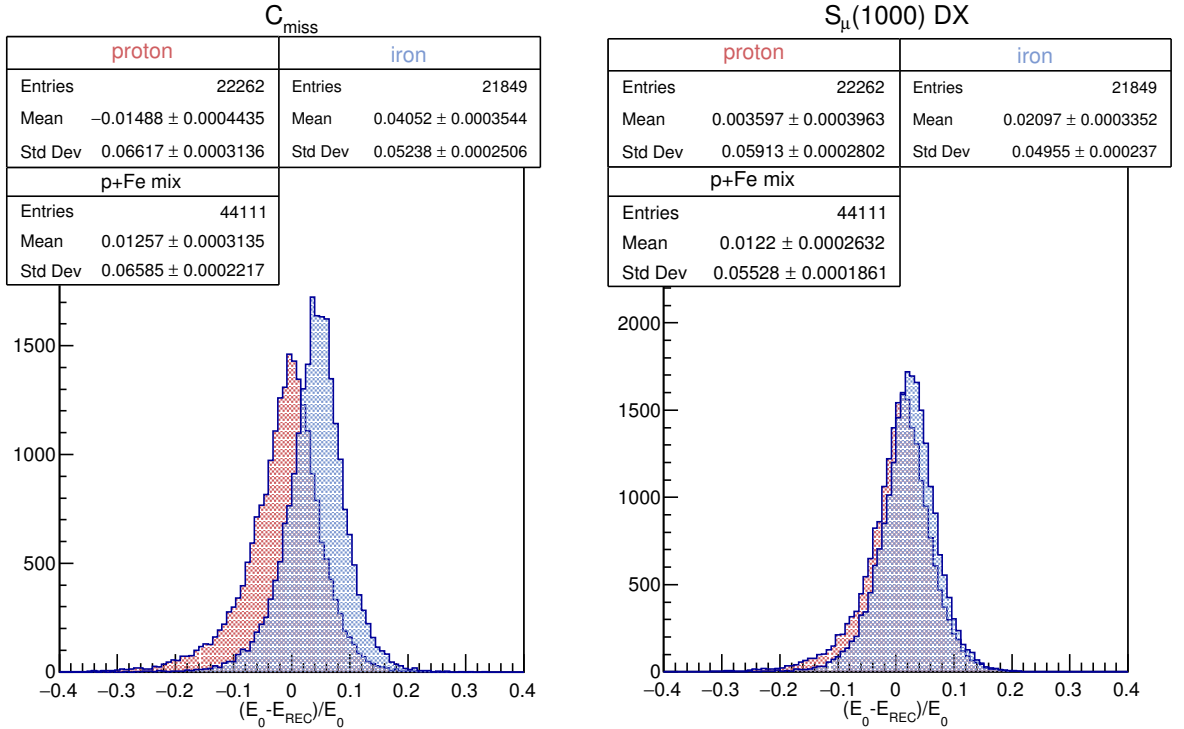 C_miss
proton iron
Entries 22262 Entries 21849
Mean −0.01488 ± 0.0004435 Mean 0.04052 ± 0.0003544
Std Dev 0.06617 ± 0.0003136 Std Dev 0.05238 ± 0.0002506
p+Fe mix
Entries 44111
Mean 0.01257 ± 0.0003135
Std Dev 0.06585 ± 0.0002217
1500
1000
500
0
−0.4 −0.3 −0.2 −0.1 0 0.1 0.2 0.3 0.4
(E_0-E_REC)/E_0
S_μ(1000) DX
proton iron
Entries 22262 Entries 21849
Mean 0.003597 ± 0.0003963 Mean 0.02097 ± 0.0003352
Std Dev 0.05913 ± 0.0002802 Std Dev 0.04955 ± 0.000237
p+Fe mix
Entries 44111
Mean 0.0122 ± 0.0002632
Std Dev 0.05528 ± 0.0001861
2000
1500
1000
500
0
−0.4 −0.3 −0.2 −0.1 0 0.1 0.2 0.3 0.4
(E_0-E_REC)/E_0